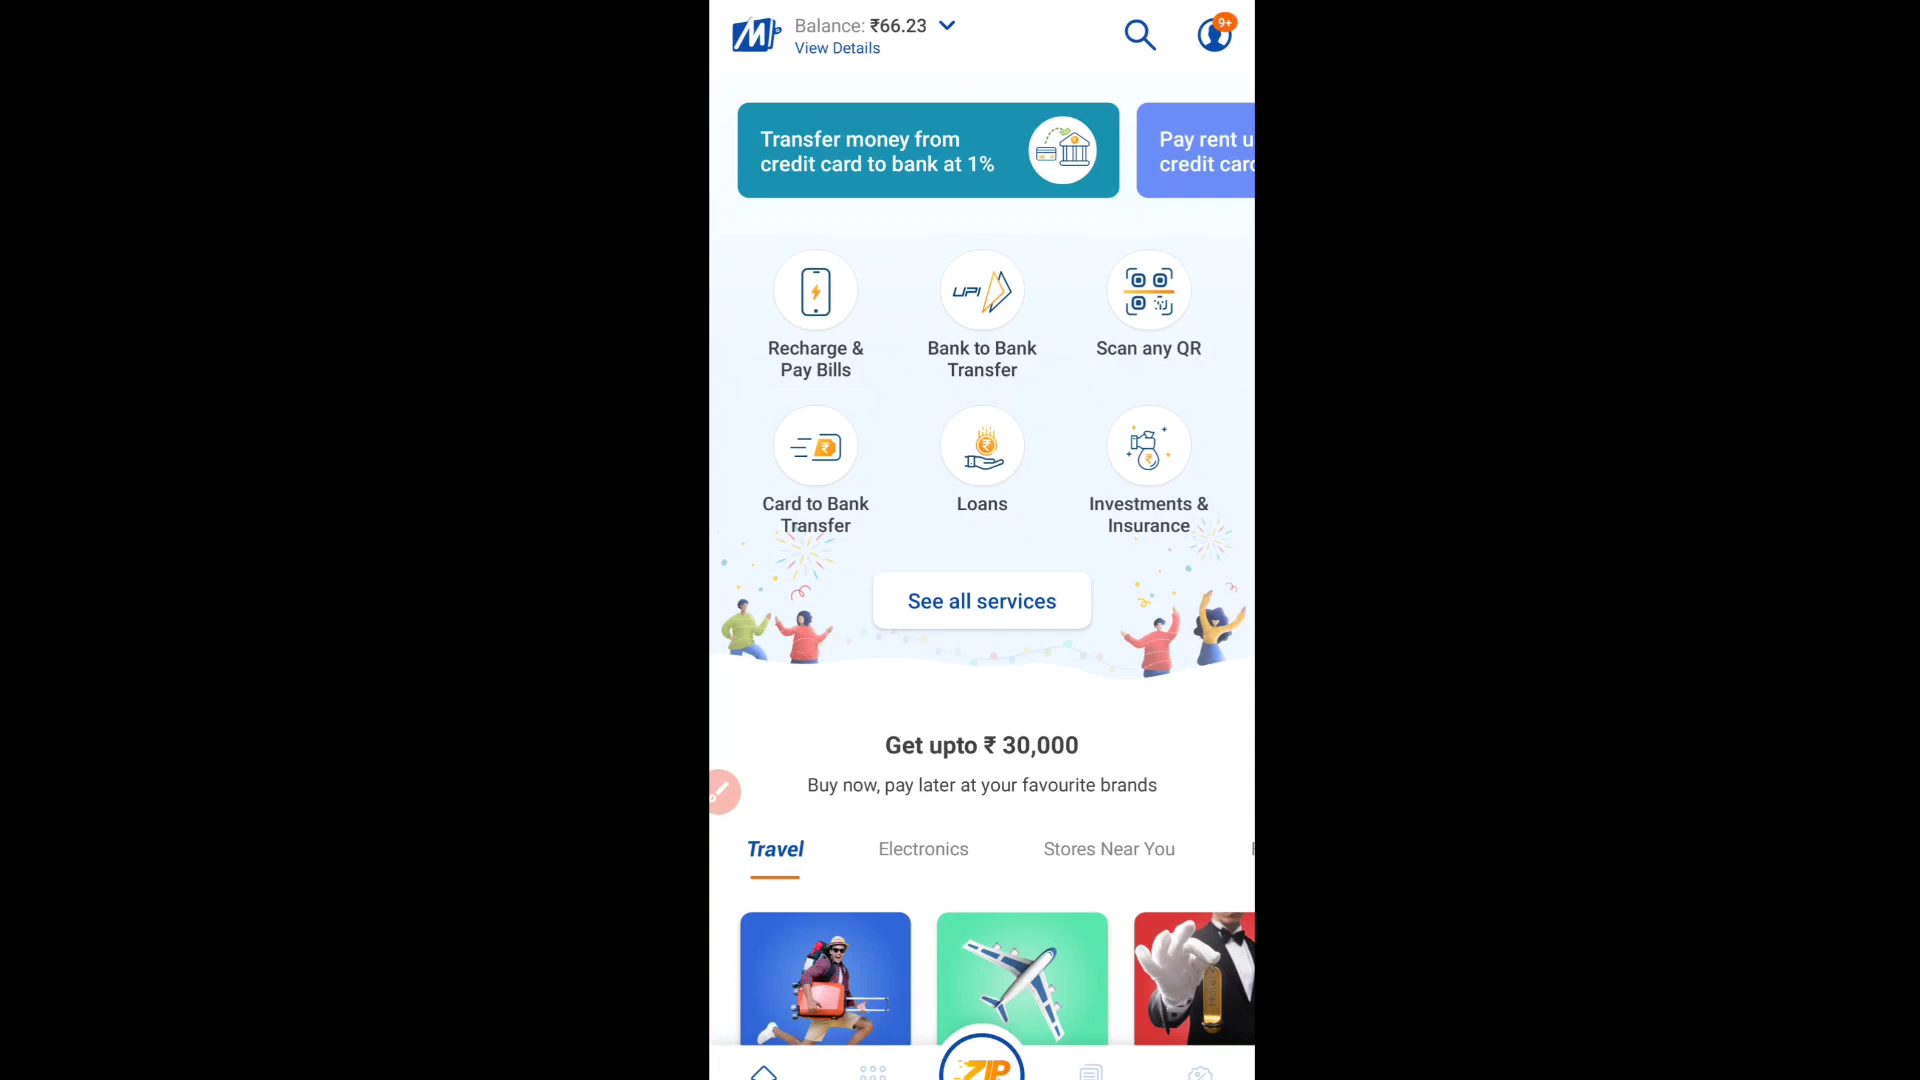 Balance: ₹66.23
View Details
9+
Transfer money from
credit card to bank at 1%
Pay rent u
credit card
UPI
Recharge &
Pay Bills
Bank to Bank
Transfer
Scan any QR
Card to Bank
Transfer
Loans
Investments &
Insurance
See all services
Get upto ₹ 30,000
Buy now, pay later at your favourite brands
Travel
Electronics
Stores Near You
ZIP